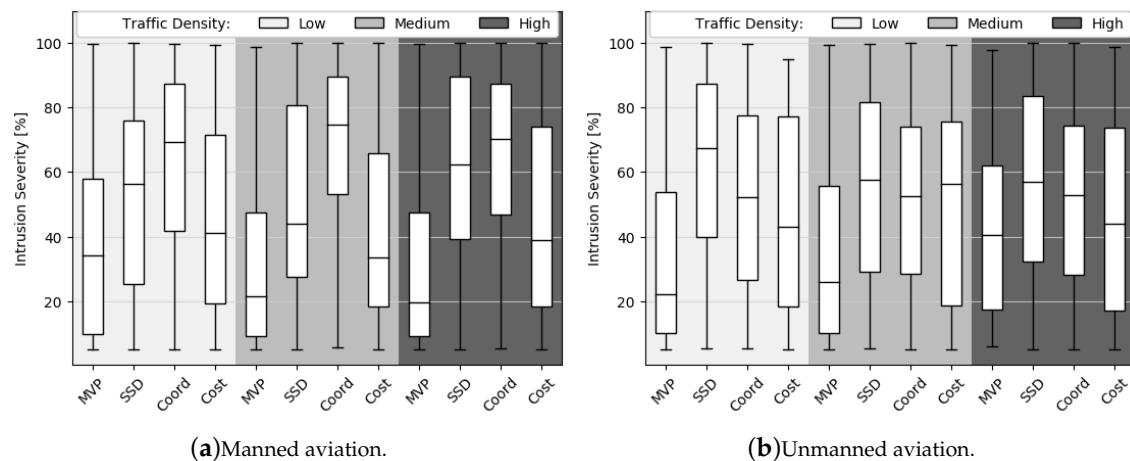 Traffic Density: Low Medium High
Intrusion Severity [%]
100
80
60
40
20
MVP SSD Coord Cost MVP SSD Coord Cost MVP SSD Coord Cost
(a)Manned aviation.
Traffic Density: Low Medium High
Intrusion Severity [%]
100
80
60
40
20
MVP SSD Coord Cost MVP SSD Coord Cost MVP SSD Coord Cost
(b)Unmanned aviation.